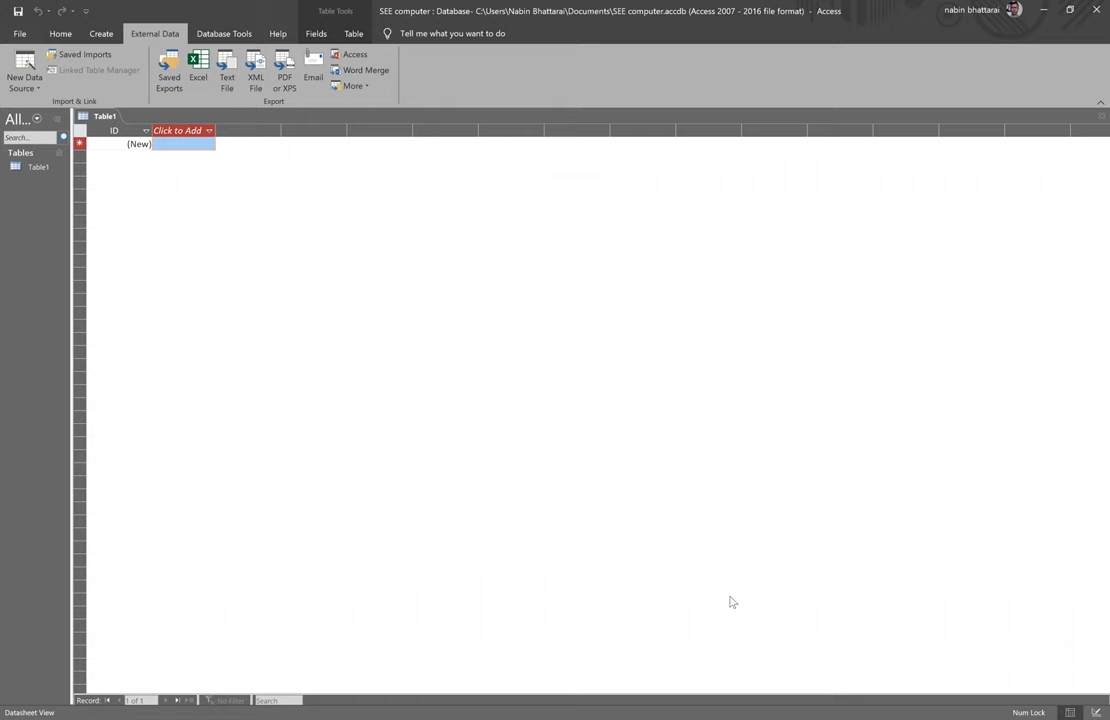 Table Tools
SEE computer : Database- C:\Users\Nabin Bhattarai\Documents\SEE computer.accdb (Access 2007 - 2016 file format) - Access
nabin bhattarai
File Home Create External Data Database Tools Help Fields Table Tell me what you want to do
New Data Source
Saved Imports
Linked Table Manager
Import & Link
Saved Exports
Excel
Text File
XML File
PDF or XPS
Email
Access
Word Merge
More
Export
All...
Search...
Tables
Table1
Table1
ID Click to Add
(New)
Record: 1 of 1 No Filter Search
Datasheet View
Num Lock